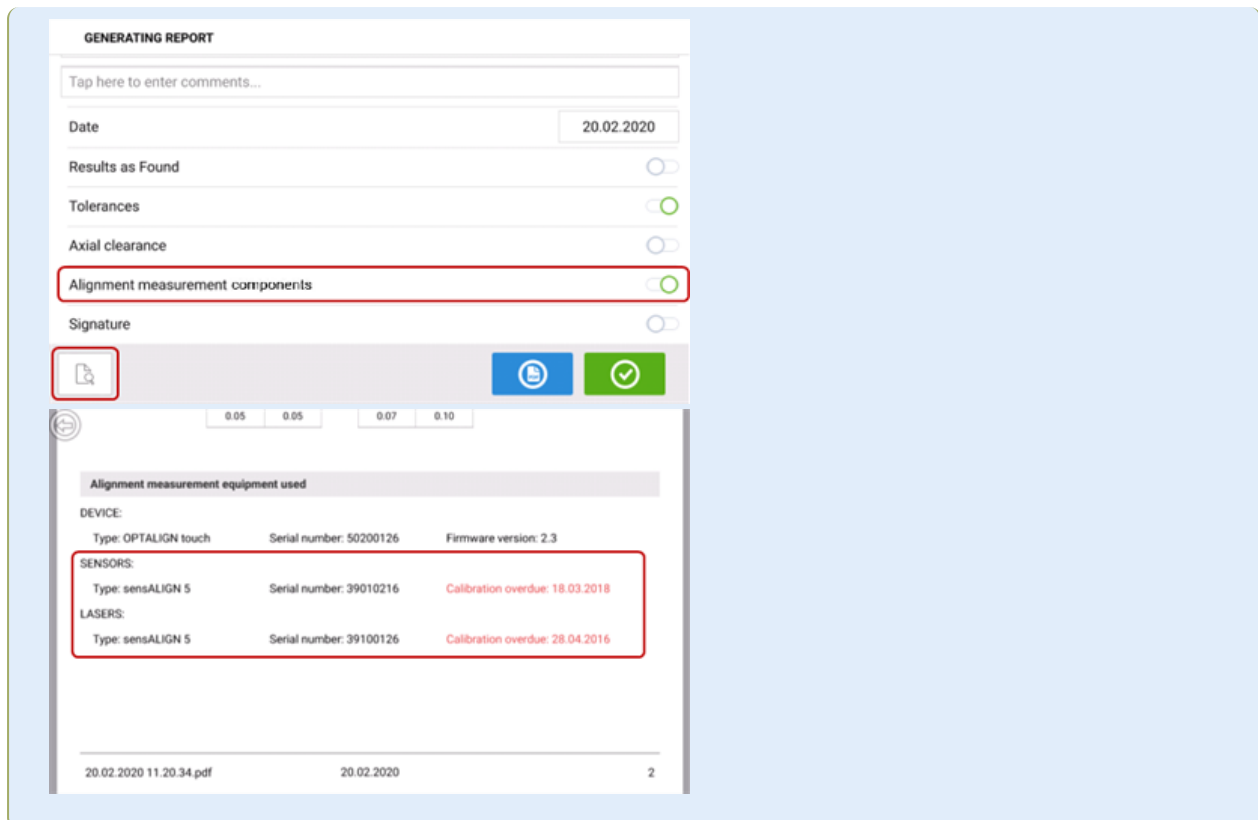 GENERATING REPORT
Tap here to enter comments...
Date 20.02.2020
Results as Found
Tolerances
Axial clearance
Alignment measurement components
Signature
0.05 0.05 0.07 0.10
Alignment measurement equipment used
DEVICE:
Type: OPTALIGN touch Serial number: 50200126 Firmware version: 2.3
SENSORS:
Type: sensALIGN 5 Serial number: 39010216 Calibration overdue: 18.03.2018
LASERS:
Type: sensALIGN 5 Serial number: 39100126 Calibration overdue: 28.04.2016
20.02.2020 11.20.34.pdf 20.02.2020 2